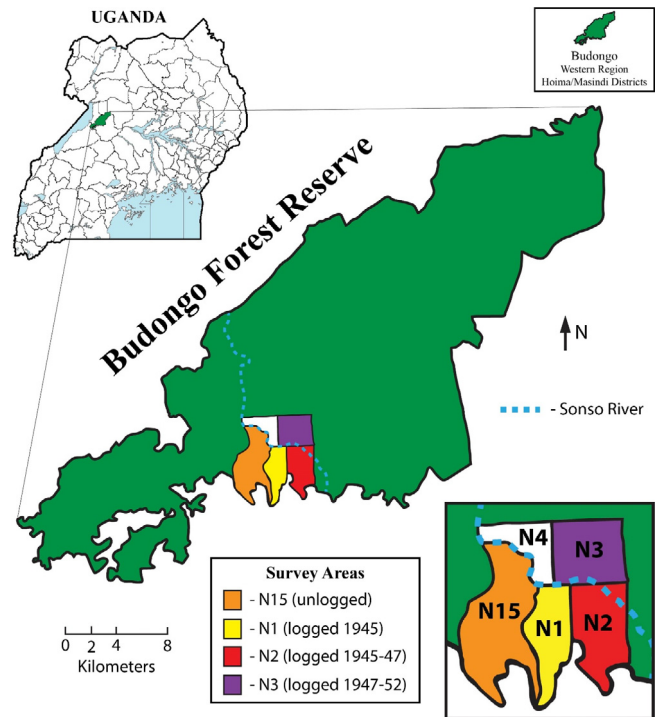 UGANDA
Budongo
Western Region
Hoima/Masindi Districts
Budongo Forest Reserve
N
- Sonso River
Survey Areas
- N15 (unlogged)
- N1 (logged 1945)
- N2 (logged 1945-47)
- N3 (logged 1947-52)
0 2 4 8
Kilometers
N4
N3
N15
N1
N2